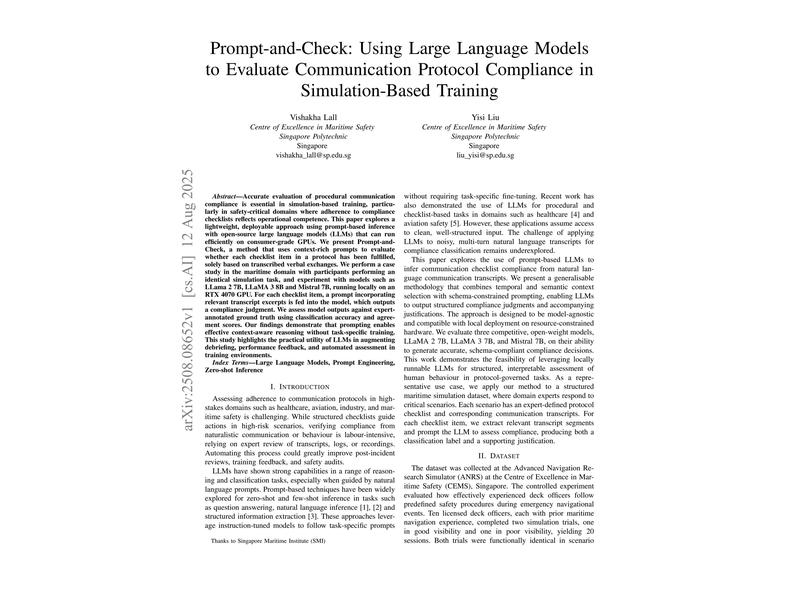 Prompt-and-Check: Using Large Language Models
to Evaluate Communication Protocol Compliance in
Simulation-Based Training
Vishakha Lall
Centre of Excellence in Maritime Safety
Singapore Polytechnic
Singapore
vishakha_lall@sp.edu.sg
Yisi Liu
Centre of Excellence in Maritime Safety
Singapore Polytechnic
Singapore
liu_yisi@sp.edu.sg
arXiv:2508.08652v1 [cs.AI] 12 Aug 2025
Abstract—Accurate evaluation of procedural communication
compliance is essential in simulation-based training, particu-
larly in safety-critical domains where adherence to compliance
checklists reflects operational competence. This paper explores a
lightweight, deployable approach using prompt-based inference
with open-source large language models (LLMs) that can run
efficiently on consumer-grade GPUs. We present Prompt-and-
Check, a method that uses context-rich prompts to evaluate
whether each checklist item in a protocol has been fulfilled,
solely based on transcribed verbal exchanges. We perform a case
study in the maritime domain with participants performing an
identical simulation task, and experiment with models such as
LLama 2 7B, LLaMA 3 8B and Mistral 7B, running locally on an
RTX 4070 GPU. For each checklist item, a prompt incorporating
relevant transcript excerpts is fed into the model, which outputs
a compliance judgment. We assess model outputs against expert-
annotated ground truth using classification accuracy and agree-
ment scores. Our findings demonstrate that prompting enables
effective context-aware reasoning without task-specific training.
This study highlights the practical utility of LLMs in augmenting
debriefing, performance feedback, and automated assessment in
training environments.
Index Terms—Large Language Models, Prompt Engineering,
Zero-shot Inference
I. Introduction
Assessing adherence to communication protocols in high-
stakes domains such as healthcare, aviation, industry, and mar-
itime safety is challenging. While structured checklists guide
actions in high-risk scenarios, verifying compliance from
naturalistic communication or behaviour is labour-intensive,
relying on expert review of transcripts, logs, or recordings.
Automating this process could greatly improve post-incident
reviews, training feedback, and safety audits.
LLMs have shown strong capabilities in a range of reason-
ing and classification tasks, especially when guided by natural
language prompts. Prompt-based techniques have been widely
explored for zero-shot and few-shot inference in tasks such
as question answering, natural language inference [1], [2] and
structured information extraction [3]. These approaches lever-
age instruction-tuned models to follow task-specific prompts
Thanks to Singapore Maritime Institute (SMI)
without requiring task-specific fine-tuning. Recent work has
also demonstrated the use of LLMs for procedural and
checklist-based tasks in domains such as healthcare [4] and
aviation safety [5]. However, these applications assume access
to clean, well-structured input. The challenge of applying
LLMs to noisy, multi-turn natural language transcripts for
compliance classification remains underexplored.
This paper explores the use of prompt-based LLMs to
infer communication checklist compliance from natural lan-
guage communication transcripts. We present a generalisable
methodology that combines temporal and semantic context
selection with schema-constrained prompting, enabling LLMs
to output structured compliance judgments and accompanying
justifications. The approach is designed to be model-agnostic
and compatible with local deployment on resource-constrained
hardware. We evaluate three competitive, open-weight models,
LLaMA 2 7B, LLaMA 3 7B, and Mistral 7B, on their ability
to generate accurate, schema-compliant compliance decisions.
This work demonstrates the feasibility of leveraging locally
runnable LLMs for structured, interpretable assessment of
human behaviour in protocol-governed tasks. As a represen-
tative use case, we apply our method to a structured
maritime simulation dataset, where domain experts respond to
critical scenarios. Each scenario has an expert-defined protocol
checklist and corresponding communication transcripts. For
each checklist item, we extract relevant transcript segments
and prompt the LLM to assess compliance, producing both a
classification label and a supporting justification.
II. Dataset
The dataset was collected at the Advanced Navigation Re-
search Simulator (ANRS) at the Centre of Excellence in Mar-
itime Safety (CEMS), Singapore. The controlled experiment
evaluated how effectively experienced deck officers follow
predefined safety procedures during emergency navigational
events. Ten licensed deck officers, each with prior maritime
navigation experience, completed two simulation trials, one
in good visibility and one in poor visibility, yielding 20
sessions. Both trials were functionally identical in scenario